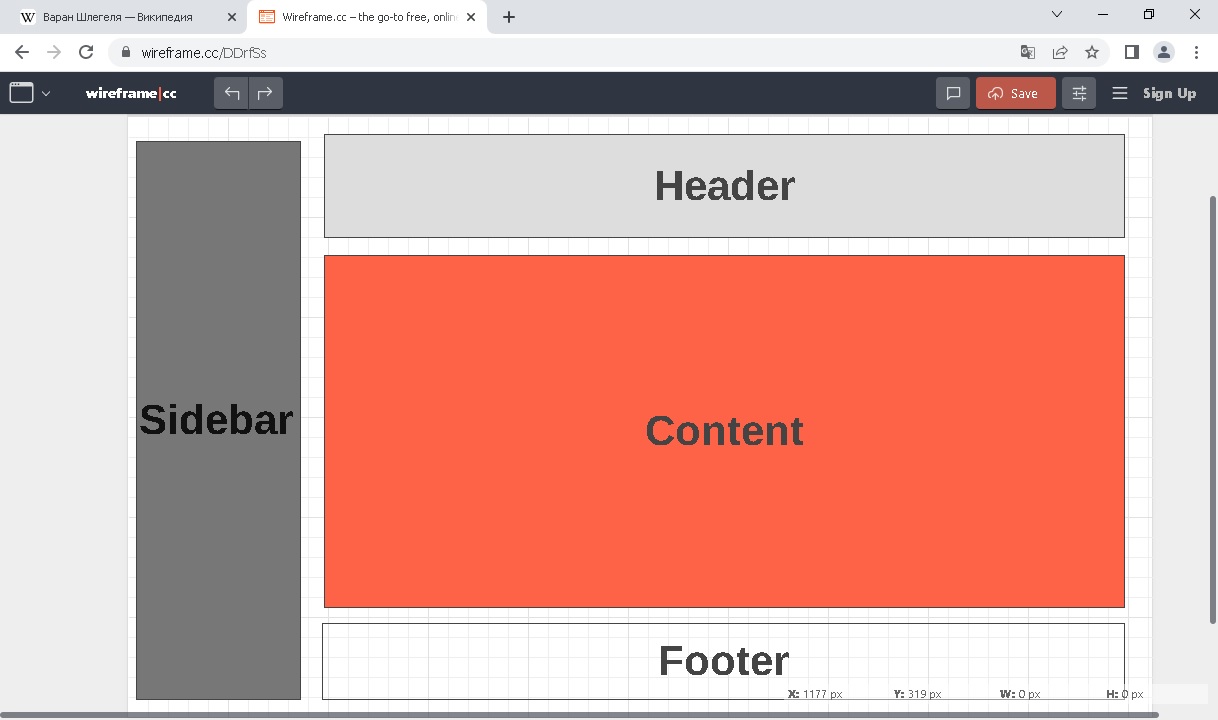 Варан Шлегеля — Википедия
Wireframe.cc – the go-to free, onlin
wireframe.cc/DDrfSs
wireframe|cc
Save
Sign Up
Header
Sidebar
Content
Footer
X: 1177 px Y: 319 px W: 0 px H: 0 px